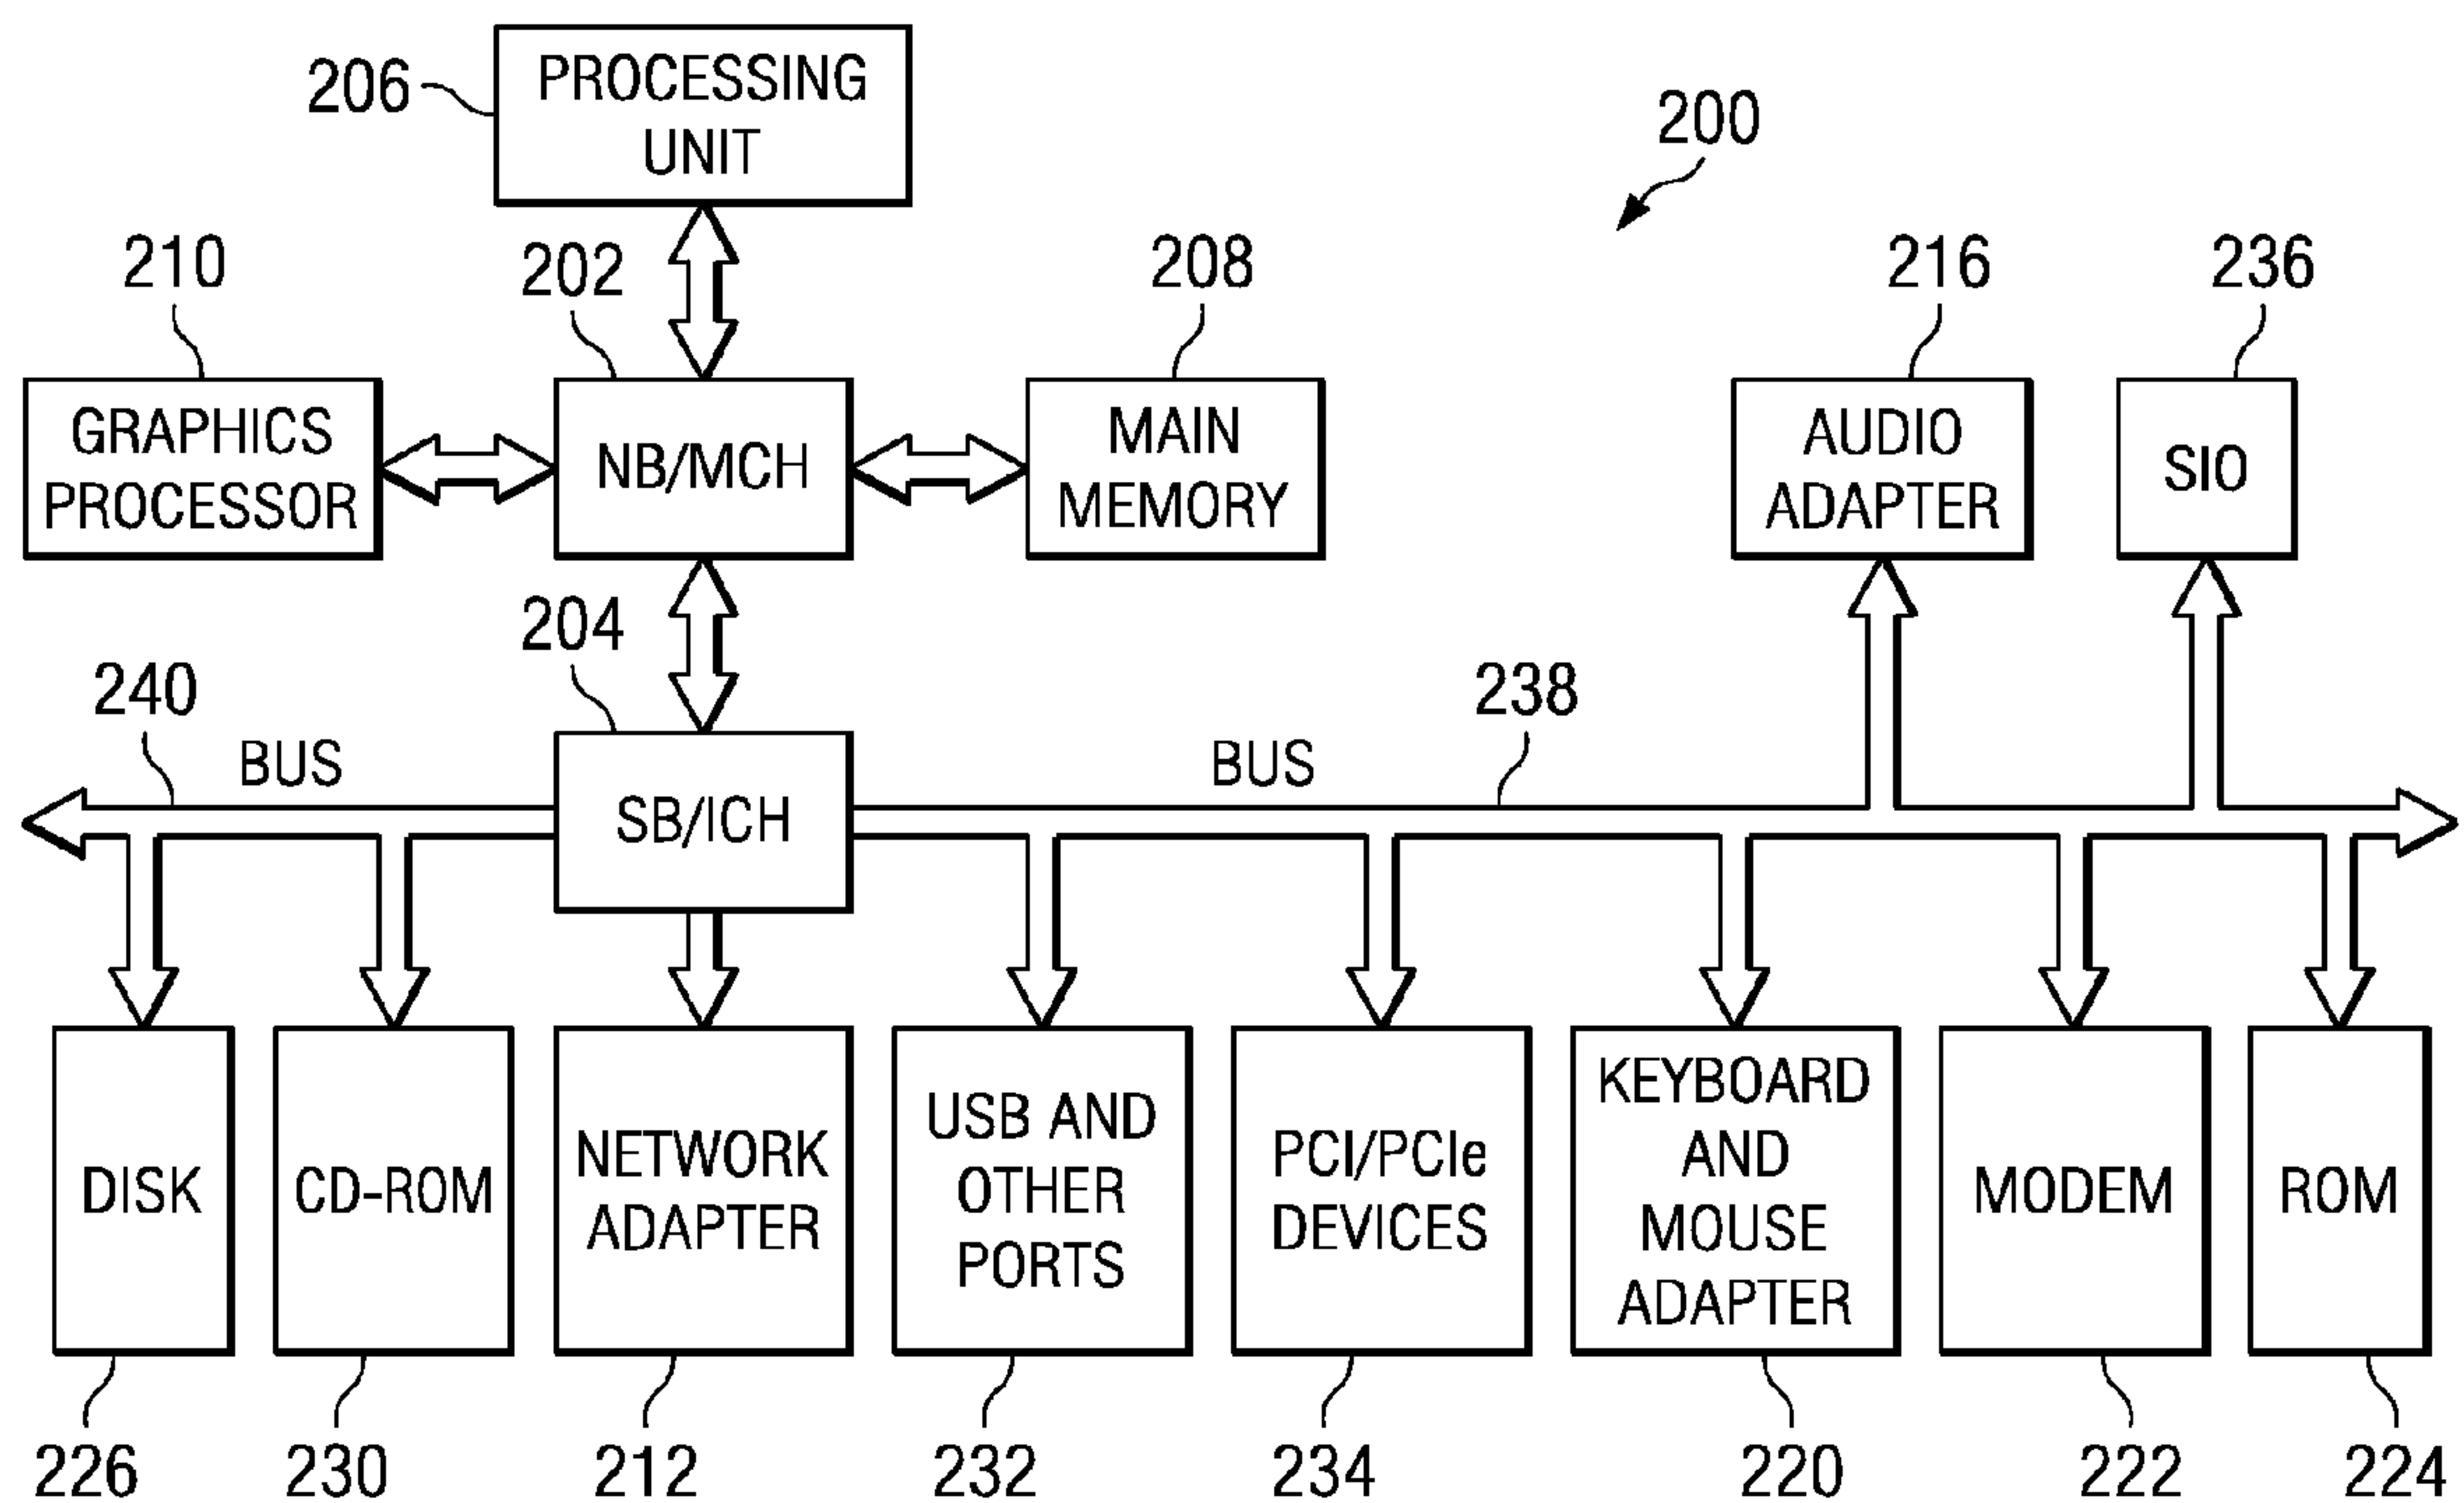 PROCESSING
UNIT
206
200
210
202
208
216
236
GRAPHICS
PROCESSOR
NB/MCH
MAIN
MEMORY
AUDIO
ADAPTER
SIO
204
240
238
BUS
BUS
SB/ICH
DISK
CD-ROM
NETWORK
ADAPTER
USB AND
OTHER
PORTS
PCI/PCIe
DEVICES
KEYBOARD
AND
MOUSE
ADAPTER
MODEM
ROM
226
230
212
232
234
220
222
224